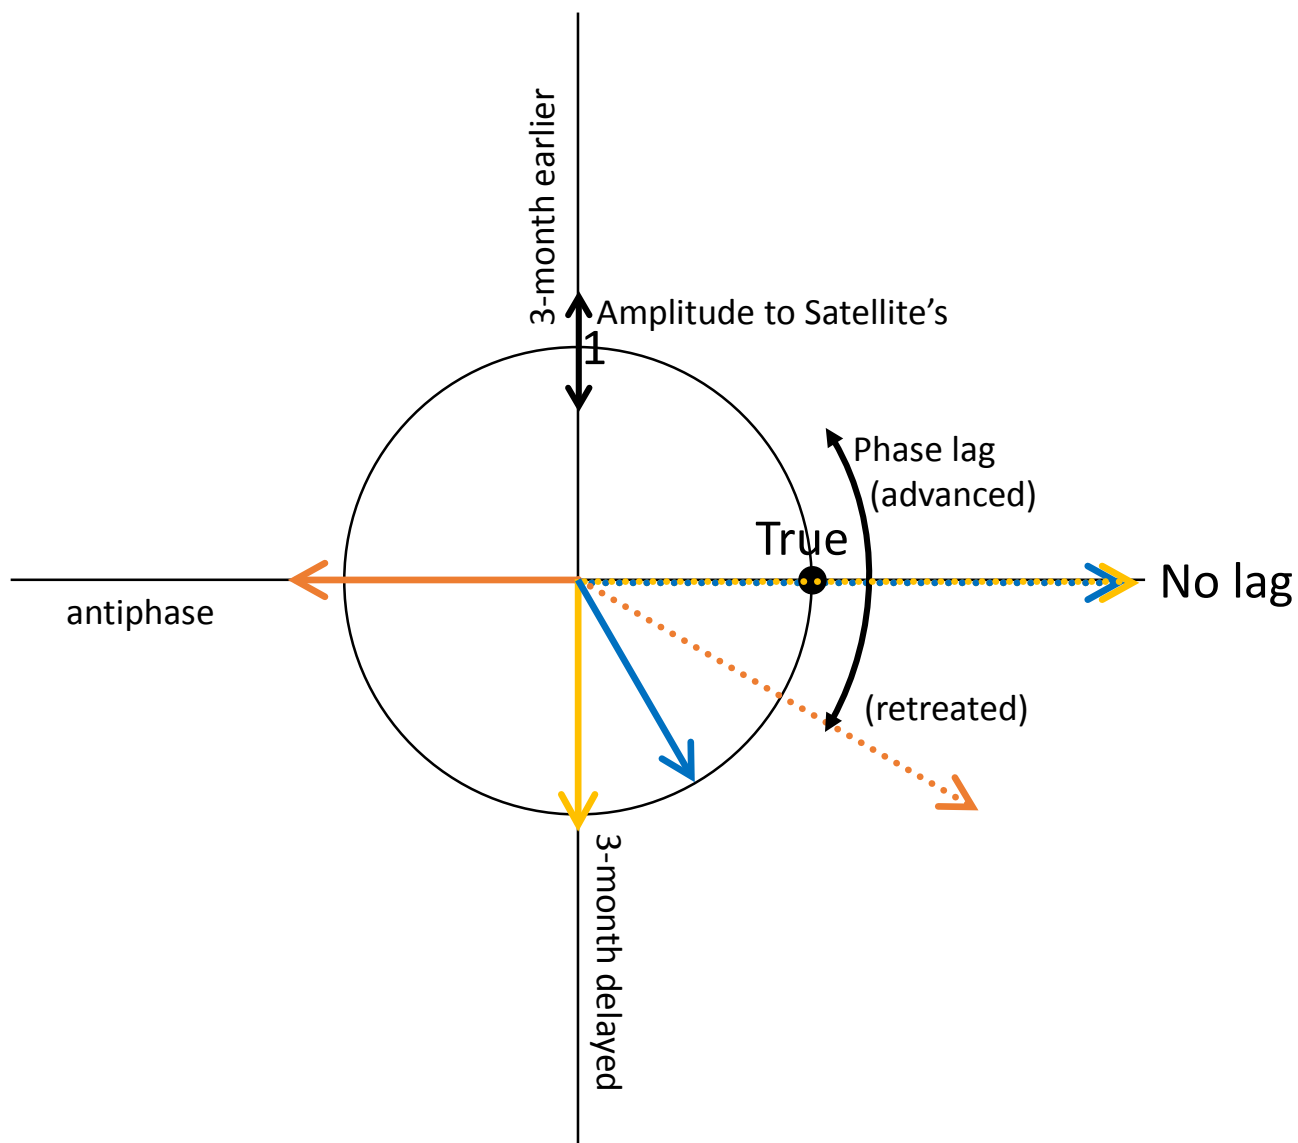 3-month earlier
Amplitude to Satellite’s
1
Phase lag
(advanced)
True
No lag
antiphase
(retreated)
3-month delayed